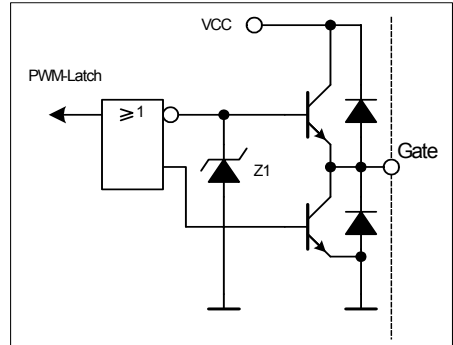 VCC
PWM-Latch
≥1
Gate
Z1